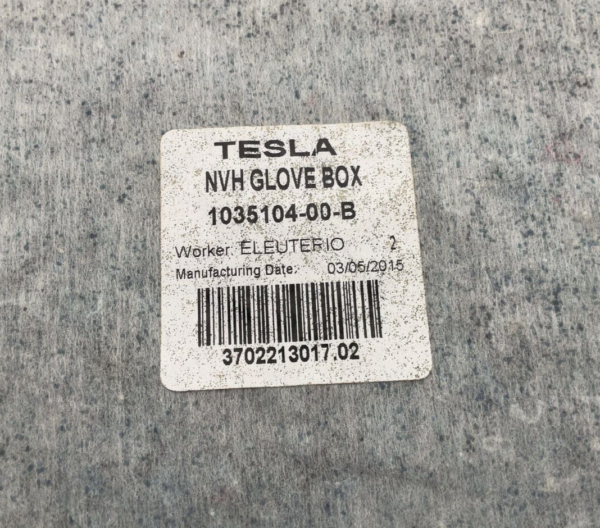 TESLA
NVH GLOVE BOX
1035104-00-B
Worker: ELEUTERIO 2
Manufacturing Date: 03/05/2015
3702213017.02